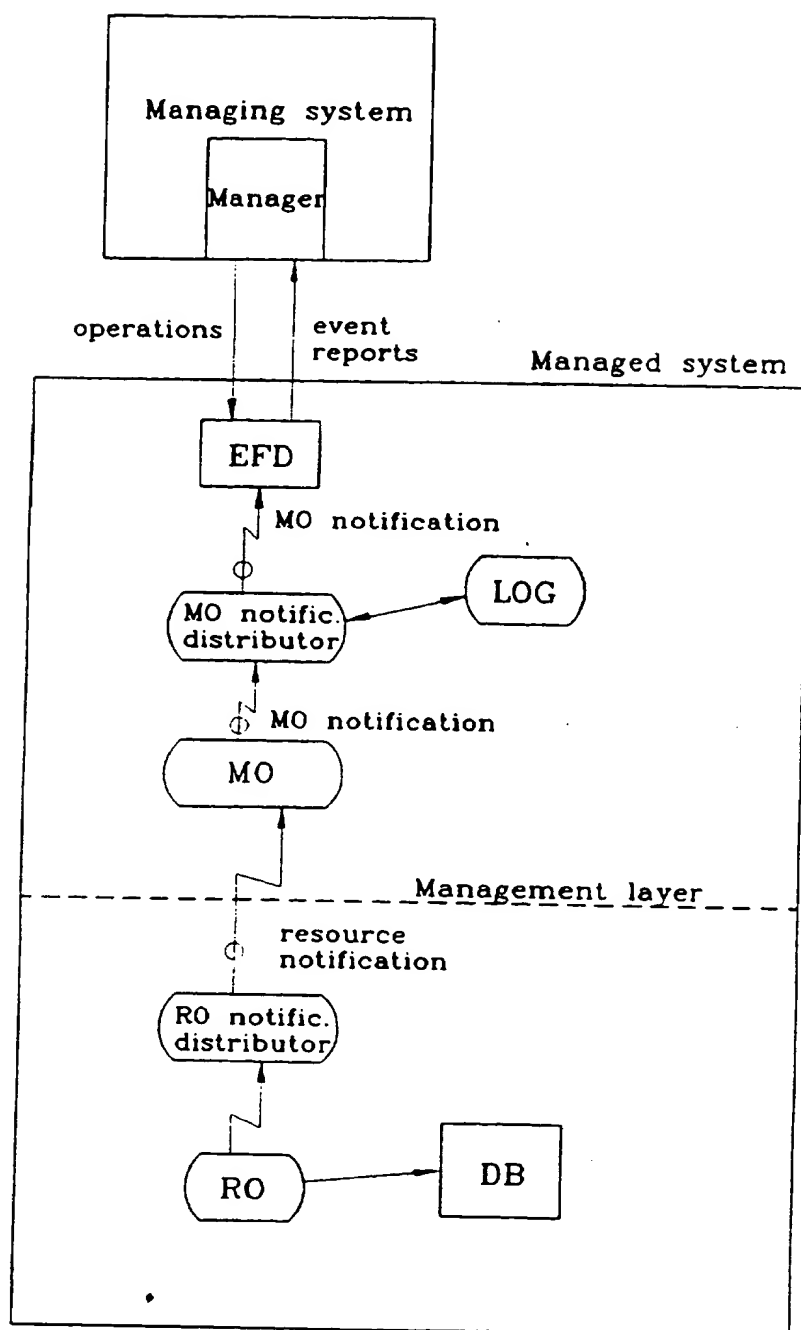 Managing system
Manager
operations
event
reports
Managed system
EFD
MO notification
LOG
MO notific.
distributor
MO notification
MO
Management layer
resource
notification
RO notific.
distributor
RO
DB